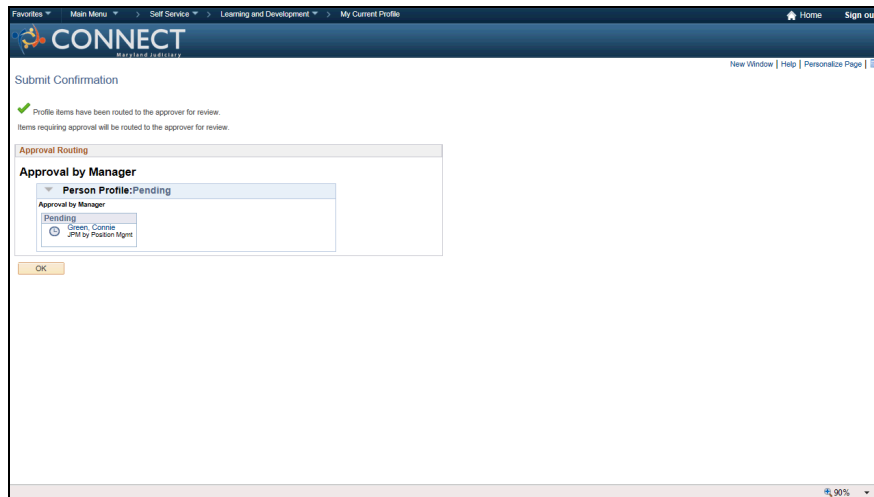 Favorites Main Menu > Self Service > Learning and Development > My Current Profile Home Sign ou
CONNECT
Maryland Judiciary
New Window | Help | Personalize Page |
Submit Confirmation
Profile items have been routed to the approver for review.
Items requiring approval will be routed to the approver for review.
Approval Routing
Approval by Manager
Person Profile:Pending
Approval by Manager
Pending
Green, Connie
JPM by Position Mgmt
OK
90%